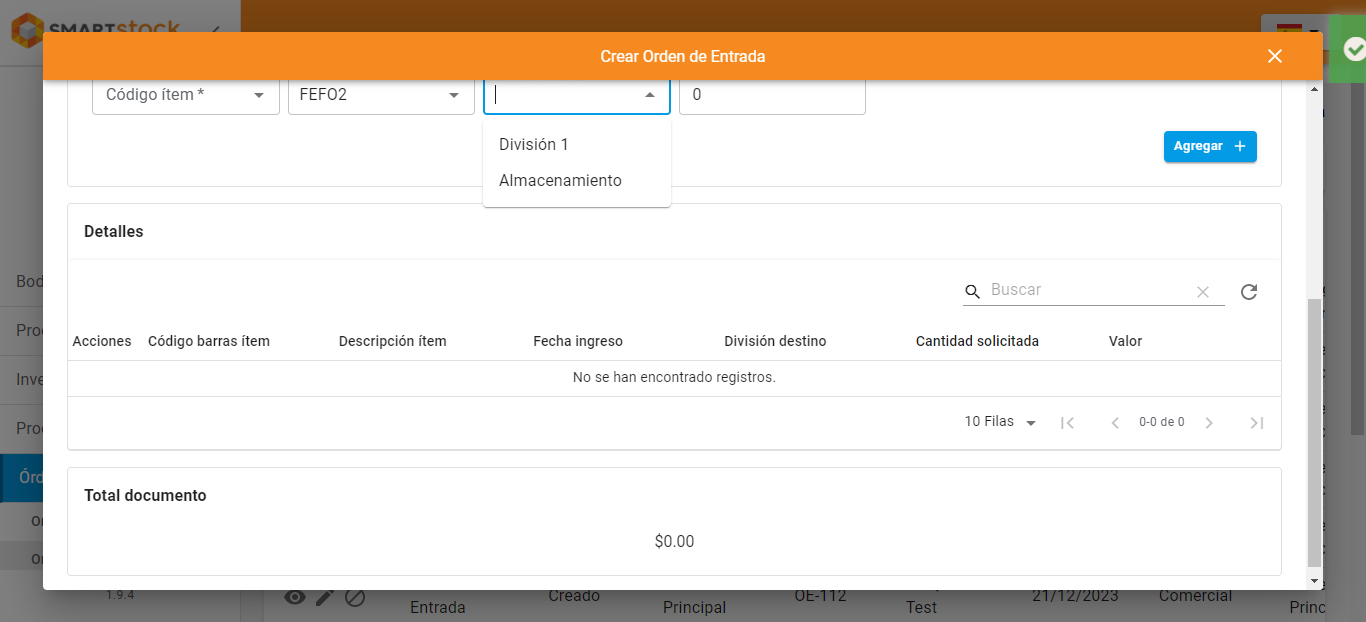 SMARTstock
Crear Orden de Entrada
Código ítem *
FEFO2
0
División 1
Almacenamiento
Agregar +
Detalles
Buscar
Acciones Código barras ítem Descripción ítem Fecha ingreso División destino Cantidad solicitada Valor
No se han encontrado registros.
10 Filas 0-0 de 0
Total documento
$0.00
Bod
Proc
Inve
Proc
Órd
1.9.4
Entrada
Creado
Principal
OE-112
Test
21/12/2023
Comercial
Princ